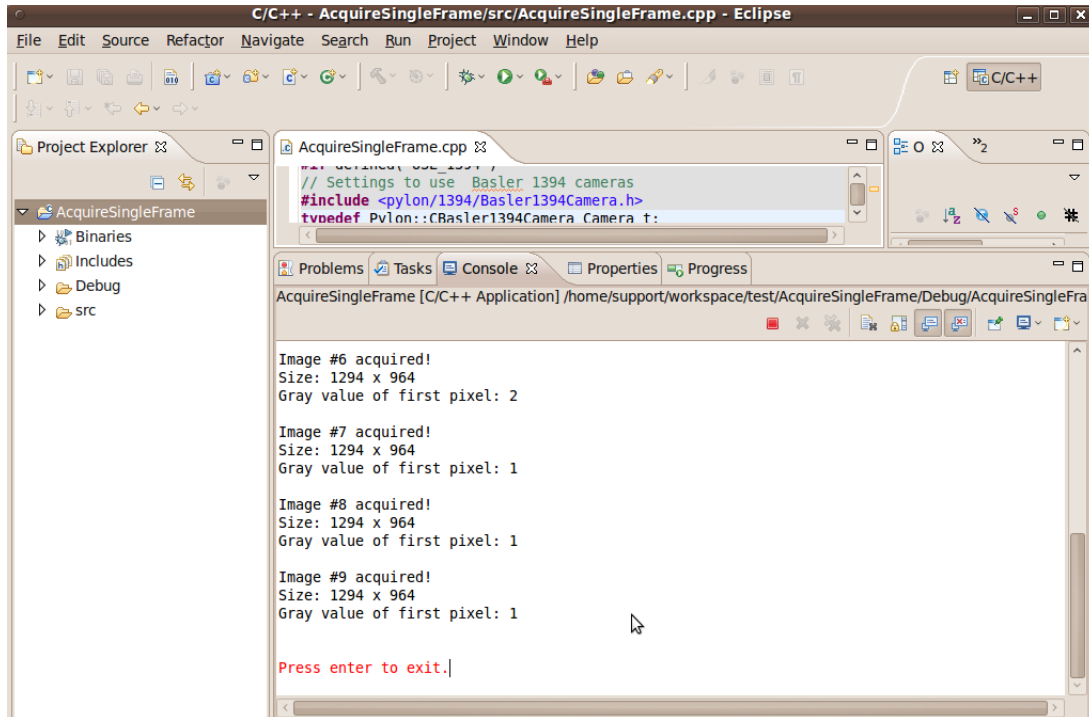 C/C++ - AcquireSingleFrame/src/AcquireSingleFrame.cpp - Eclipse
File Edit Source Refactor Navigate Search Run Project Window Help
C/C++
Project Explorer
AcquireSingleFrame
Binaries
Includes
Debug
src
AcquireSingleFrame.cpp
#if defined( USE_1394 )
// Settings to use Basler 1394 cameras
#include <pylon/1394/Basler1394Camera.h>
typedef Pylon::CBasler1394Camera Camera_t;
O
»2
Problems Tasks Console Properties Progress
AcquireSingleFrame [C/C++ Application] /home/support/workspace/test/AcquireSingleFrame/Debug/AcquireSingleFra
Image #6 acquired!
Size: 1294 x 964
Gray value of first pixel: 2
Image #7 acquired!
Size: 1294 x 964
Gray value of first pixel: 1
Image #8 acquired!
Size: 1294 x 964
Gray value of first pixel: 1
Image #9 acquired!
Size: 1294 x 964
Gray value of first pixel: 1
Press enter to exit.